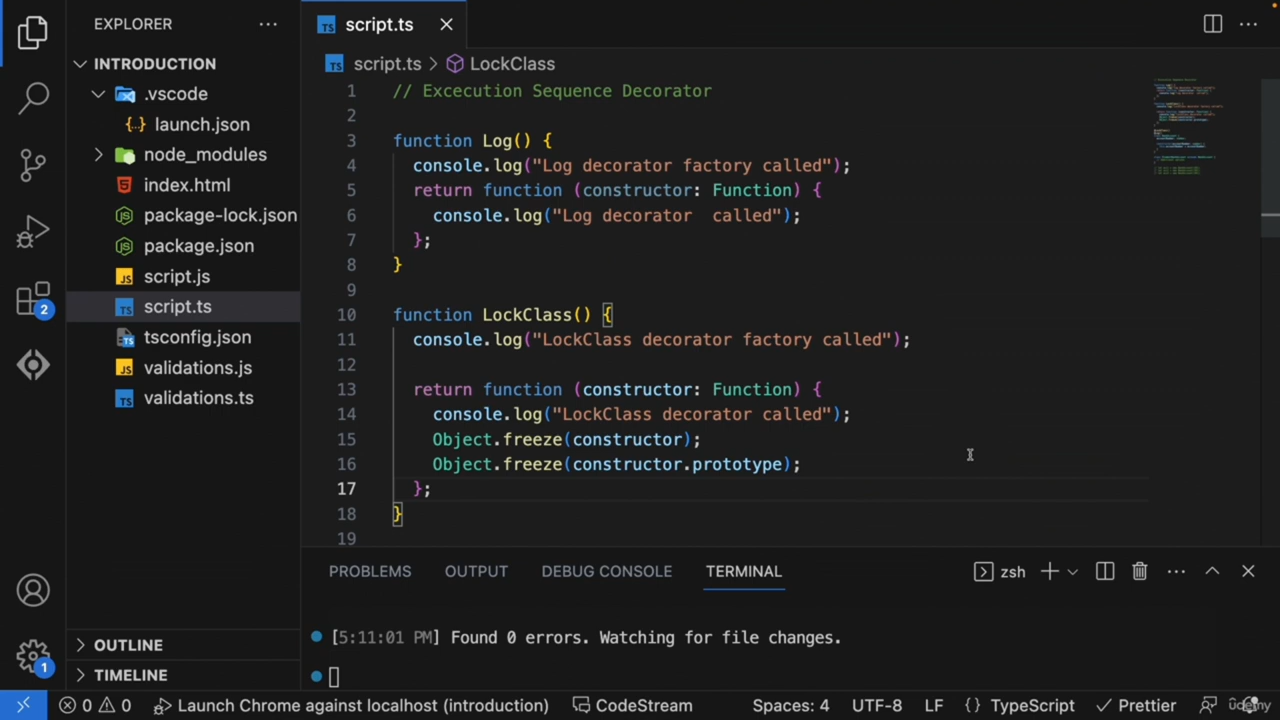 EXPLORER
script.ts
INTRODUCTION
.vscode
launch.json
node_modules
index.html
package-lock.json
package.json
script.js
script.ts
tsconfig.json
validations.js
validations.ts
OUTLINE
TIMELINE
2
1
script.ts > LockClass
1 // Excecution Sequence Decorator
2
3 function Log() {
4 console.log("Log decorator factory called");
5 return function (constructor: Function) {
6 console.log("Log decorator  called");
7 };
8 }
9
10 function LockClass() {
11 console.log("LockClass decorator factory called");
12
13 return function (constructor: Function) {
14 console.log("LockClass decorator called");
15 Object.freeze(constructor);
16 Object.freeze(constructor.prototype);
17 };
18 }
19
PROBLEMS OUTPUT DEBUG CONSOLE TERMINAL zsh
[5:11:01 PM] Found 0 errors. Watching for file changes.
0 0 Launch Chrome against localhost (introduction) CodeStream Spaces: 4 UTF-8 LF {} TypeScript Prettier
udemy